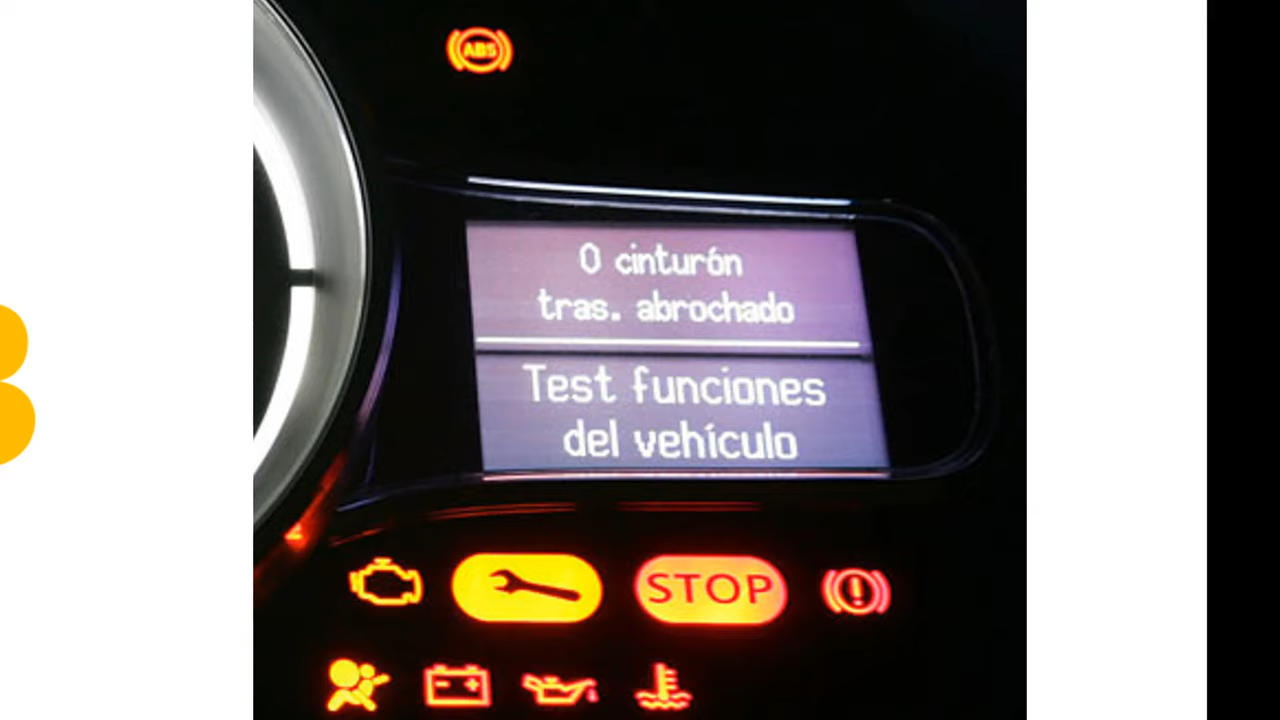 ABS
0 cinturón
tras. abrochado
Test funciones
del vehículo
STOP